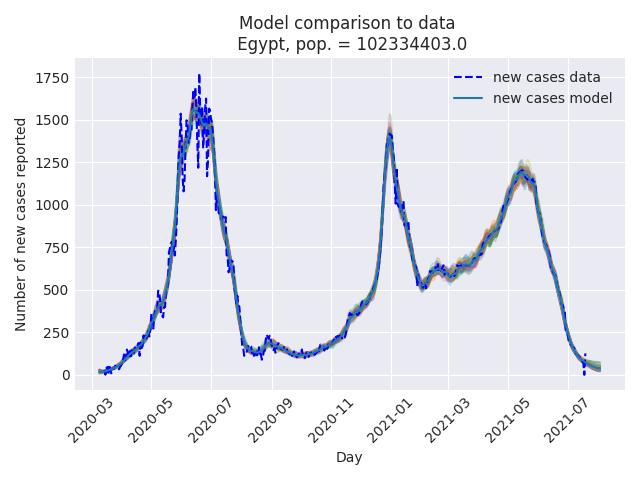 Model comparison to data
Egypt, pop. = 102334403.0
new cases data
new cases model
Number of new cases reported
1750
1500
1250
1000
750
500
250
0
2020-03
2020-05
2020-07
2020-09
2020-11
2021-01
2021-03
2021-05
2021-07
Day